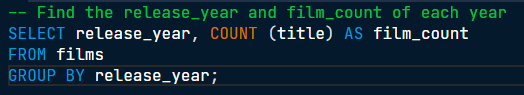 -- Find the release_year and film_count of each year
SELECT release_year, COUNT (title) AS film_count
FROM films
GROUP BY release_year;